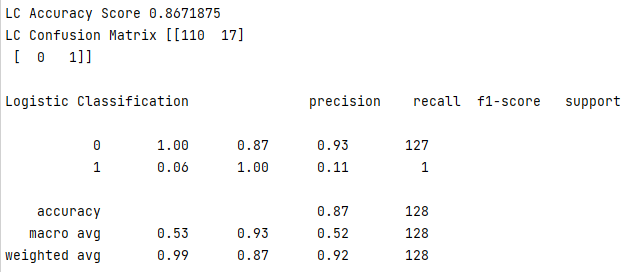 LC Accuracy Score 0.8671875
LC Confusion Matrix [[110  17]
 [  0   1]]
Logistic Classification               precision    recall  f1-score   support
           0       1.00      0.87      0.93       127
           1       0.06      1.00      0.11         1
    accuracy                           0.87       128
   macro avg       0.53      0.93      0.52       128
weighted avg       0.99      0.87      0.92       128